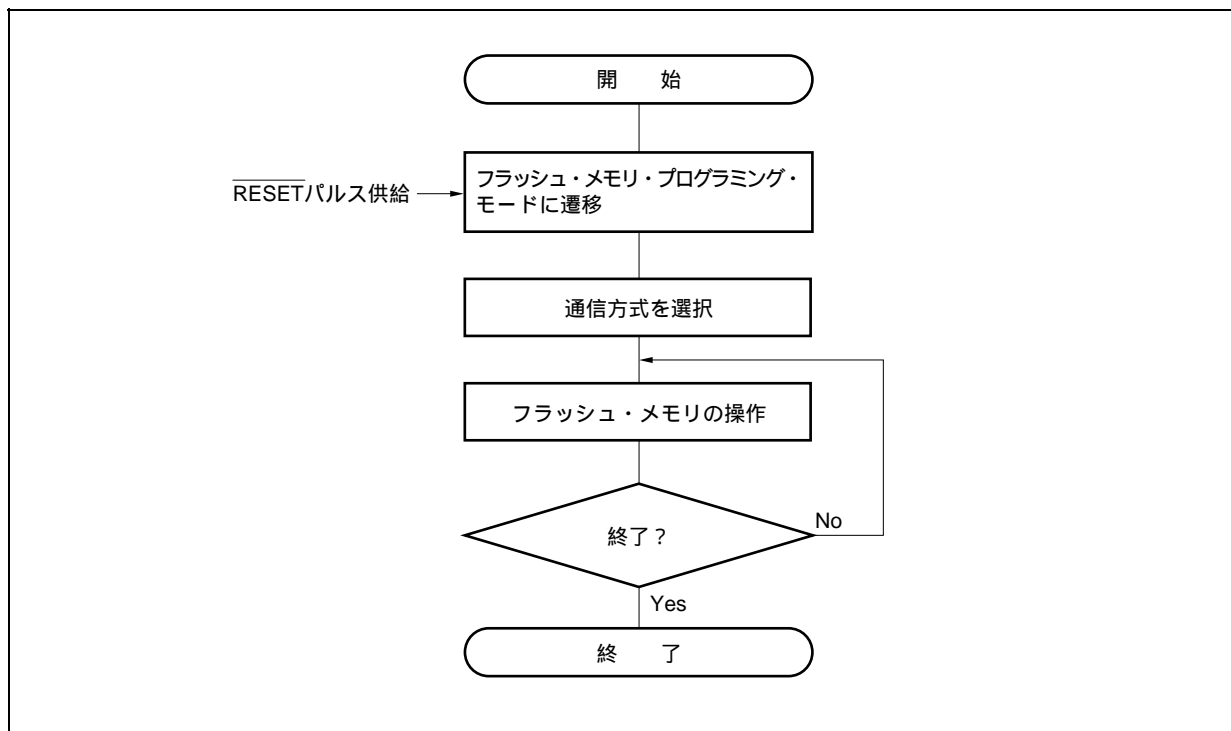 開　始
RESETパルス供給
フラッシュ・メモリ・プログラミング・
モードに遷移
通信方式を選択
フラッシュ・メモリの操作
終了？
No
Yes
終　了